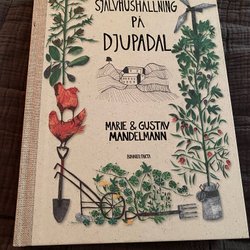 SJÄLVHUSHÅLLNING
PÅ
DJUPADAL
MARIE & GUSTAV
MANDELMANN
BONNIER FAKTA